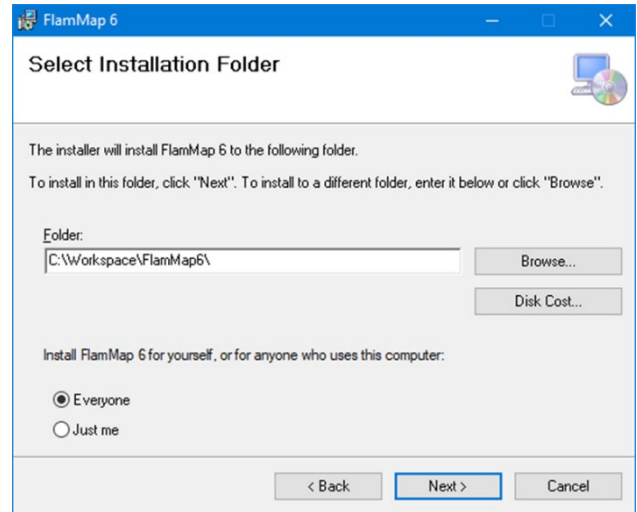 FlamMap 6
Select Installation Folder
The installer will install FlamMap 6 to the following folder.
To install in this folder, click "Next". To install to a different folder, enter it below or click "Browse".
Folder:
C:\Workspace\FlamMap6\
Browse...
Disk Cost...
Install FlamMap 6 for yourself, or for anyone who uses this computer:
Everyone
Just me
< Back
Next >
Cancel